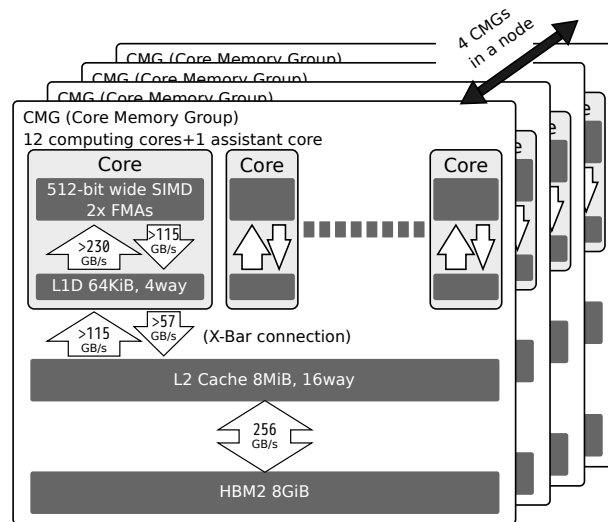 4 CMGs
in a node
CMG (Core Memory Group)
CMG (Core Memory Group)
CMG (Core Memory Group)
CMG (Core Memory Group)
12 computing cores+1 assistant core
Core
Core
Core
512-bit wide SIMD
2x FMAs
>230
GB/s
>115
GB/s
L1D 64KiB, 4way
>115
GB/s
>57
GB/s
(X-Bar connection)
L2 Cache 8MiB, 16way
256
GB/s
HBM2 8GiB